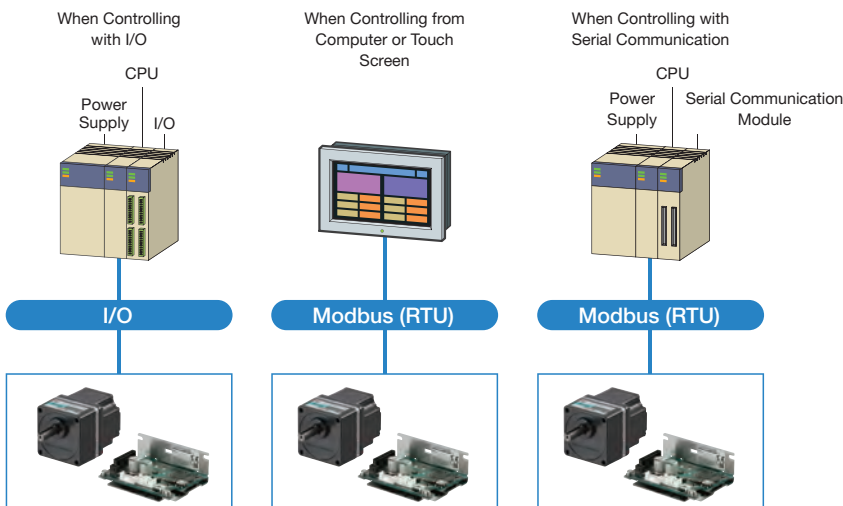 When Controlling
with I/O
CPU
Power
Supply
I/O
I/O
When Controlling from
Computer or Touch
Screen
Modbus (RTU)
When Controlling with
Serial Communication
CPU
Power
Supply
Serial Communication
Module
Modbus (RTU)